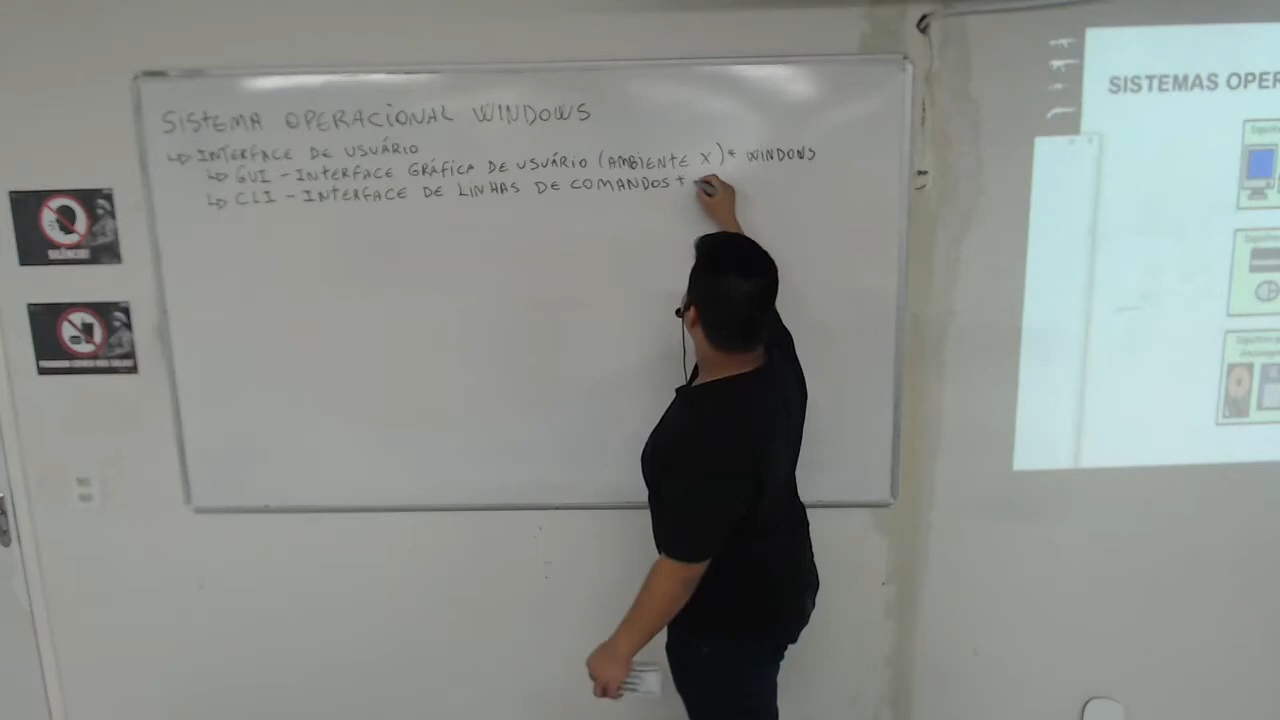 SISTEMA OPERACIONAL WINDOWS
↳ INTERFACE DE USUÁRIO
↳ GUI - INTERFACE GRÁFICA DE USUÁRIO (AMBIENTE X)* WINDOWS
↳ CLI - INTERFACE DE LINHAS DE COMANDOS *
SILÊNCIO!
SISTEMAS OPER